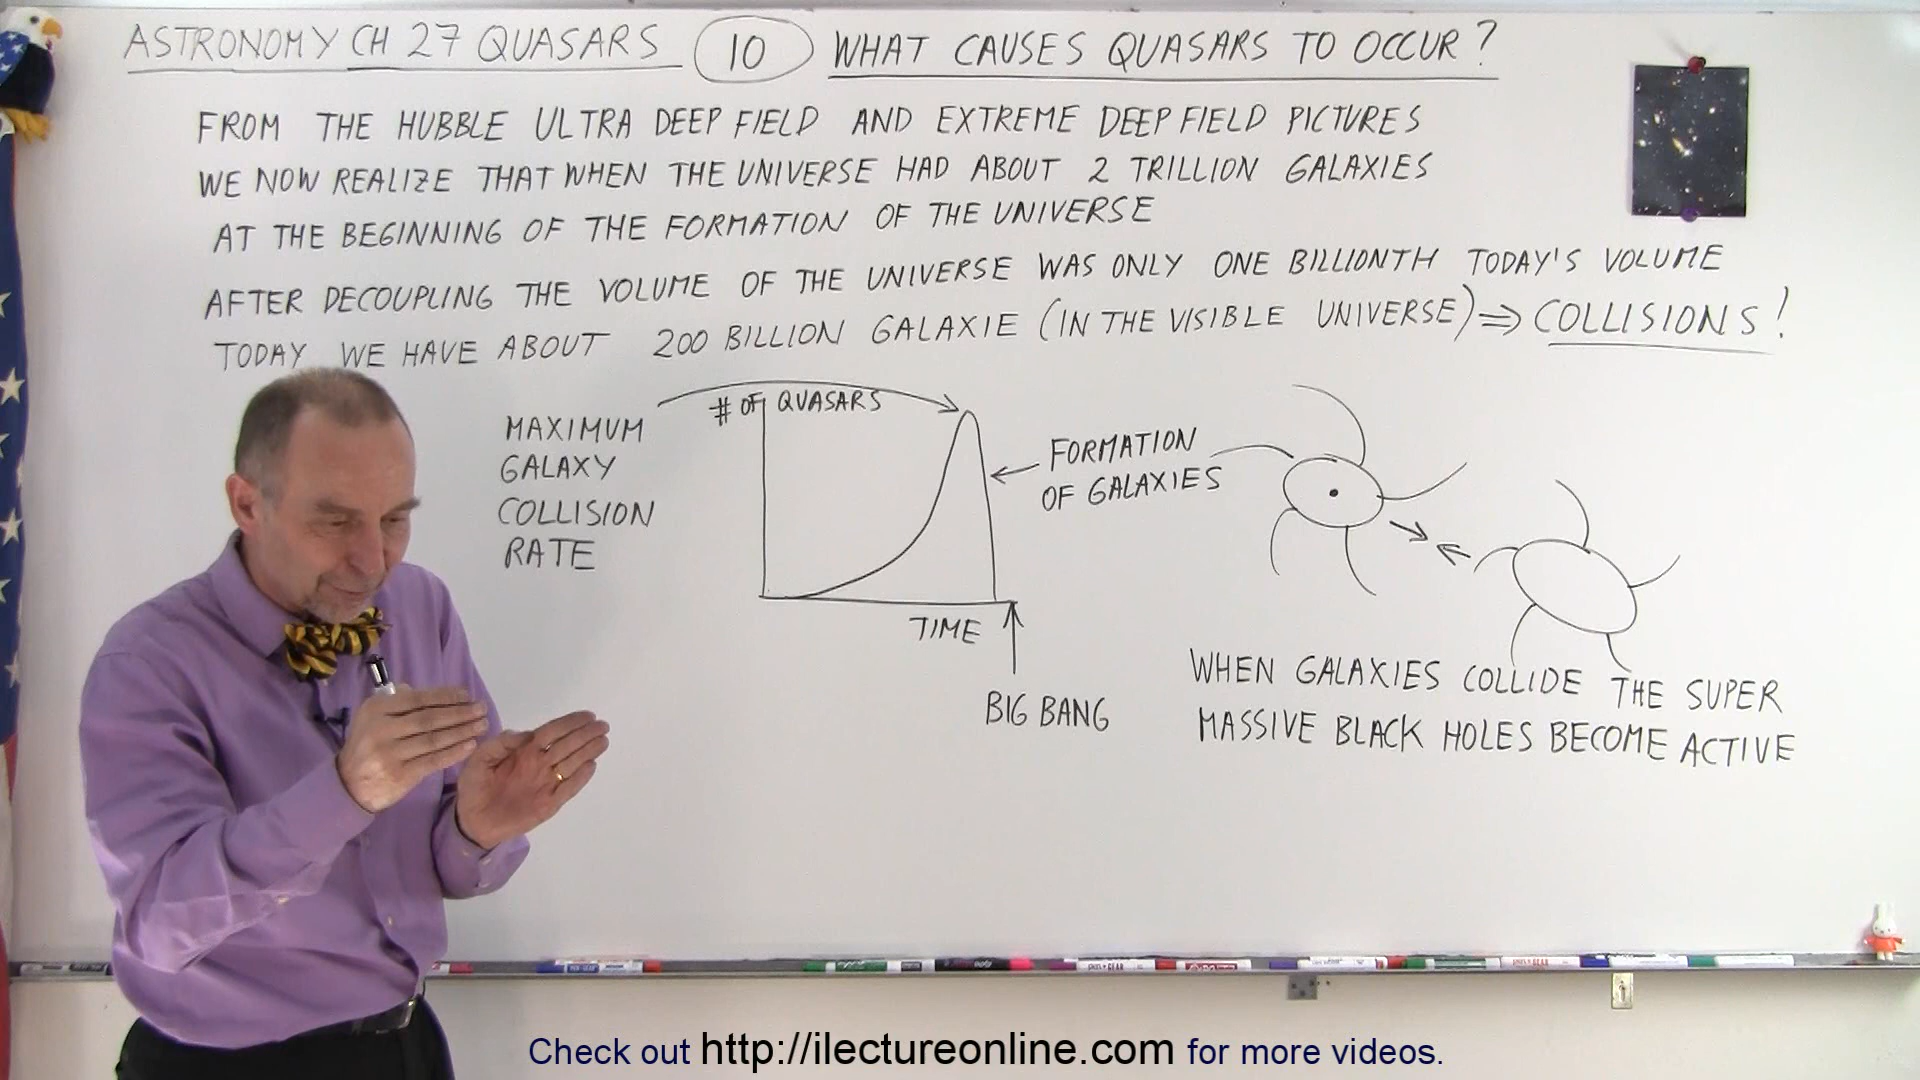 ASTRONOMY CH 27 QUASARS 10 WHAT CAUSES QUASARS TO OCCUR?
FROM THE HUBBLE ULTRA DEEP FIELD AND EXTREME DEEP FIELD PICTURES
WE NOW REALIZE THAT WHEN THE UNIVERSE HAD ABOUT 2 TRILLION GALAXIES
AT THE BEGINNING OF THE FORMATION OF THE UNIVERSE
AFTER DECOUPLING THE VOLUME OF THE UNIVERSE WAS ONLY ONE BILLIONTH TODAY'S VOLUME
TODAY WE HAVE ABOUT 200 BILLION GALAXIE (IN THE VISIBLE UNIVERSE) ⇒ COLLISIONS!
MAXIMUM
GALAXY
COLLISION
RATE
# OF QUASARS
TIME
BIG BANG
FORMATION
OF GALAXIES
WHEN GALAXIES COLLIDE THE SUPER
MASSIVE BLACK HOLES BECOME ACTIVE
Check out http://ilectureonline.com for more videos.